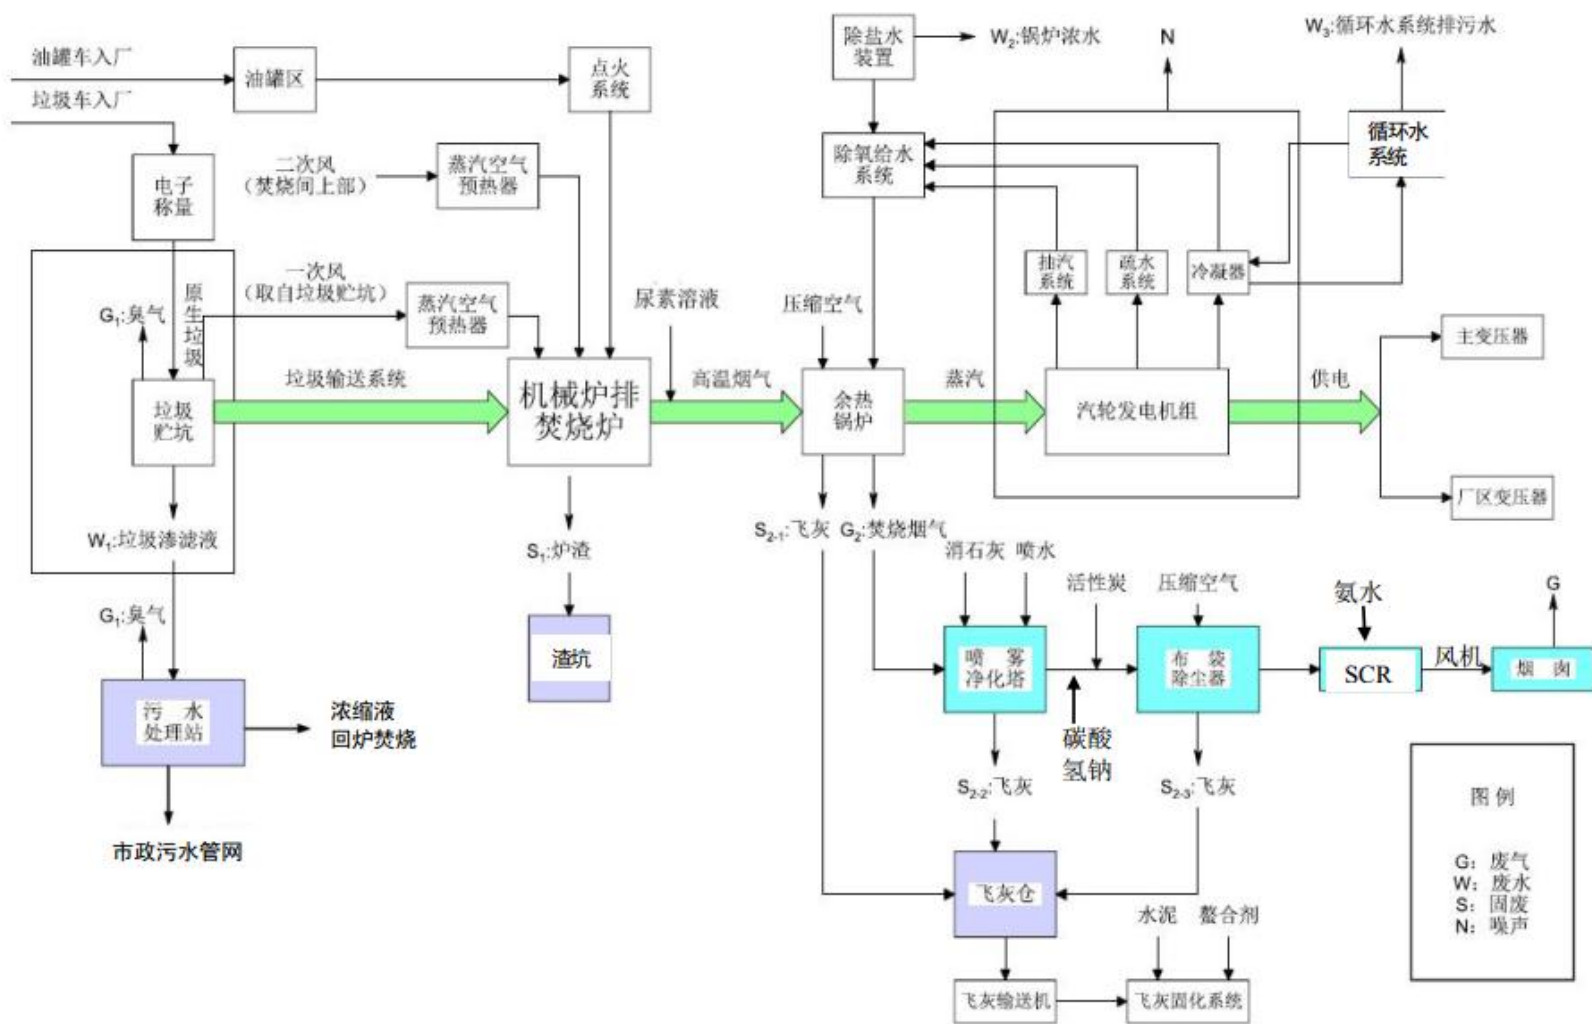 油罐车入厂
垃圾车入厂
油罐区
点火
系统
除盐水
装置
W₂:锅炉浓水
N
W₃:循环水系统排污水
电子
称量
二次风
(焚烧间上部)
蒸汽空气
预热器
除氧给水
系统
循环水
系统
原生垃圾
G₁:臭气
一次风
(取自垃圾贮坑)
蒸汽空气
预热器
尿素溶液
压缩空气
抽汽
系统
疏水
系统
冷凝器
主变压器
垃圾
贮坑
垃圾输送系统
机械炉排
焚烧炉
高温烟气
余热
锅炉
蒸汽
汽轮发电机组
供电
厂区变压器
W₁:垃圾渗滤液
S₁:炉渣
S₂₋₁:飞灰
G₂:焚烧烟气
消石灰
喷水
活性炭
压缩空气
氨水
G
G₁:臭气
渣坑
喷 雾
净化塔
布 袋
除尘器
SCR
风机
烟 囱
污 水
处理站
浓缩液
回炉焚烧
碳酸
氢钠
S₂₋₂:飞灰
S₂₋₃:飞灰
市政污水管网
飞灰仓
水泥
螯合剂
飞灰输送机
飞灰固化系统
图 例
G: 废气
W: 废水
S: 固废
N: 噪声